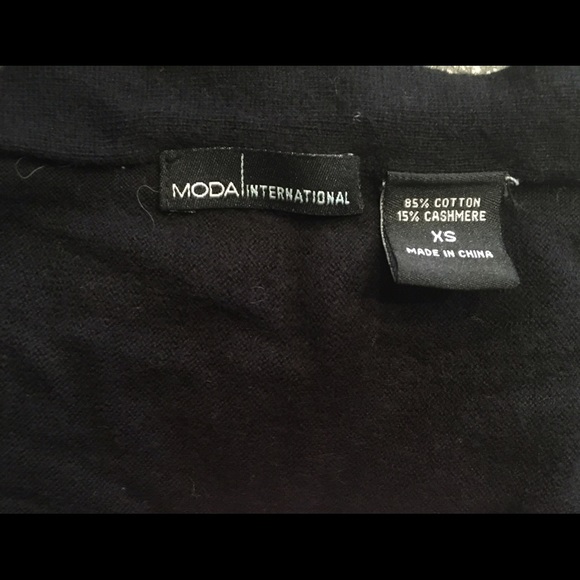 MODA INTERNATIONAL
85% COTTON
15% CASHMERE
XS
MADE IN CHINA